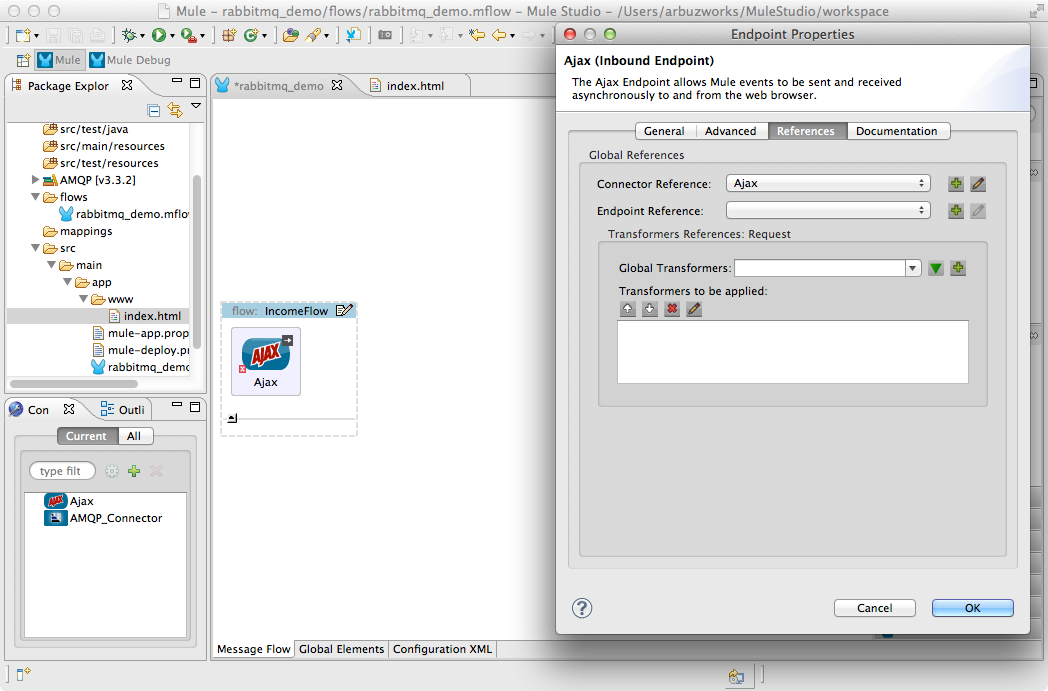 Mule – rabbitmq_demo/flows/rabbitmq_demo.mflow – Mule Studio – /Users/arbuzworks/MuleStudio/workspace
Mule
Mule Debug
Package Explor
src/test/java
src/main/resources
src/test/resources
AMQP [v3.3.2]
flows
rabbitmq_demo.mflo
mappings
src
main
app
www
index.html
mule-app.prop
mule-deploy.pr
rabbitmq_demo
Con
Outli
Current
All
type filt
Ajax
AMQP_Connector
*rabbitmq_demo
index.html
flow: IncomeFlow
AJAX
Ajax
Message Flow
Global Elements
Configuration XML
Endpoint Properties
Ajax (Inbound Endpoint)
The Ajax Endpoint allows Mule events to be sent and received
asynchronously to and from the web browser.
General
Advanced
References
Documentation
Global References
Connector Reference:
Ajax
Endpoint Reference:
Transformers References: Request
Global Transformers:
Transformers to be applied:
?
Cancel
OK